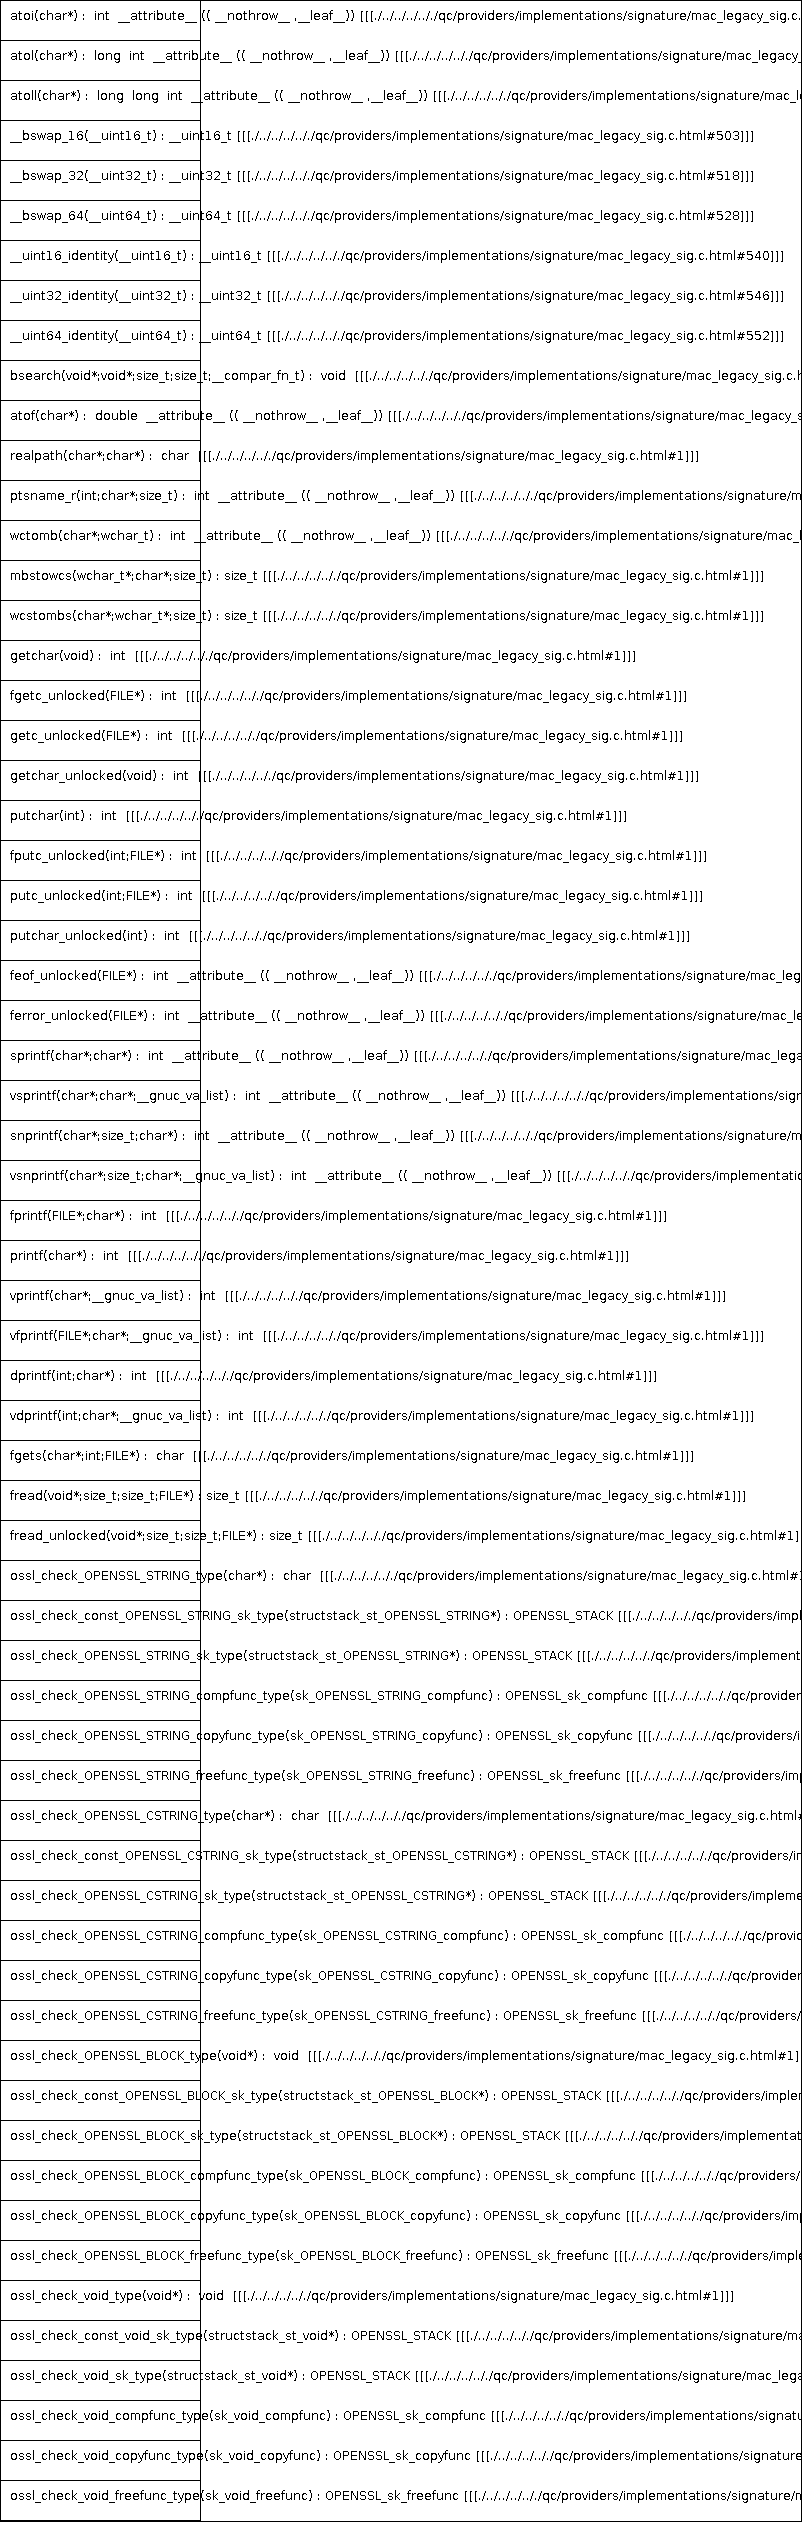 atoi(char*) :  int  __attribute__ (( __nothrow__ ,__leaf__)) [[[./../../../../qc/providers/implementations/signature/mac_legacy_sig.c.
atol(char*) :  long  int  __attribute__ (( __nothrow__ ,__leaf__)) [[[./../../../../qc/providers/implementations/signature/mac_legacy_
atoll(char*) :  long  long  int  __attribute__ (( __nothrow__ ,__leaf__)) [[[./../../../../qc/providers/implementations/signature/mac_l
__bswap_16(__uint16_t) : __uint16_t [[[./../../../../qc/providers/implementations/signature/mac_legacy_sig.c.html#503]]]
__bswap_32(__uint32_t) : __uint32_t [[[./../../../../qc/providers/implementations/signature/mac_legacy_sig.c.html#518]]]
__bswap_64(__uint64_t) : __uint64_t [[[./../../../../qc/providers/implementations/signature/mac_legacy_sig.c.html#528]]]
__uint16_identity(__uint16_t) : __uint16_t [[[./../../../../qc/providers/implementations/signature/mac_legacy_sig.c.html#540]]]
__uint32_identity(__uint32_t) : __uint32_t [[[./../../../../qc/providers/implementations/signature/mac_legacy_sig.c.html#546]]]
__uint64_identity(__uint64_t) : __uint64_t [[[./../../../../qc/providers/implementations/signature/mac_legacy_sig.c.html#552]]]
bsearch(void*;void*;size_t;size_t;__compar_fn_t) :  void  [[[./../../../../qc/providers/implementations/signature/mac_legacy_sig.c.h
atof(char*) :  double  __attribute__ (( __nothrow__ ,__leaf__)) [[[./../../../../qc/providers/implementations/signature/mac_legacy_s
realpath(char*;char*) :  char  [[[./../../../../qc/providers/implementations/signature/mac_legacy_sig.c.html#1]]]
ptsname_r(int;char*;size_t) :  int  __attribute__ (( __nothrow__ ,__leaf__)) [[[./../../../../qc/providers/implementations/signature/m
wctomb(char*;wchar_t) :  int  __attribute__ (( __nothrow__ ,__leaf__)) [[[./../../../../qc/providers/implementations/signature/mac_l
mbstowcs(wchar_t*;char*;size_t) : size_t [[[./../../../../qc/providers/implementations/signature/mac_legacy_sig.c.html#1]]]
wcstombs(char*;wchar_t*;size_t) : size_t [[[./../../../../qc/providers/implementations/signature/mac_legacy_sig.c.html#1]]]
getchar(void) :  int  [[[./../../../../qc/providers/implementations/signature/mac_legacy_sig.c.html#1]]]
fgetc_unlocked(FILE*) :  int  [[[./../../../../qc/providers/implementations/signature/mac_legacy_sig.c.html#1]]]
getc_unlocked(FILE*) :  int  [[[./../../../../qc/providers/implementations/signature/mac_legacy_sig.c.html#1]]]
getchar_unlocked(void) :  int  [[[./../../../../qc/providers/implementations/signature/mac_legacy_sig.c.html#1]]]
putchar(int) :  int  [[[./../../../../qc/providers/implementations/signature/mac_legacy_sig.c.html#1]]]
fputc_unlocked(int;FILE*) :  int  [[[./../../../../qc/providers/implementations/signature/mac_legacy_sig.c.html#1]]]
putc_unlocked(int;FILE*) :  int  [[[./../../../../qc/providers/implementations/signature/mac_legacy_sig.c.html#1]]]
putchar_unlocked(int) :  int  [[[./../../../../qc/providers/implementations/signature/mac_legacy_sig.c.html#1]]]
feof_unlocked(FILE*) :  int  __attribute__ (( __nothrow__ ,__leaf__)) [[[./../../../../qc/providers/implementations/signature/mac_leg
ferror_unlocked(FILE*) :  int  __attribute__ (( __nothrow__ ,__leaf__)) [[[./../../../../qc/providers/implementations/signature/mac_le
sprintf(char*;char*) :  int  __attribute__ (( __nothrow__ ,__leaf__)) [[[./../../../../qc/providers/implementations/signature/mac_lega
vsprintf(char*;char*;__gnuc_va_list) :  int  __attribute__ (( __nothrow__ ,__leaf__)) [[[./../../../../qc/providers/implementations/sign
snprintf(char*;size_t;char*) :  int  __attribute__ (( __nothrow__ ,__leaf__)) [[[./../../../../qc/providers/implementations/signature/m
vsnprintf(char*;size_t;char*;__gnuc_va_list) :  int  __attribute__ (( __nothrow__ ,__leaf__)) [[[./../../../../qc/providers/implementatio
fprintf(FILE*;char*) :  int  [[[./../../../../qc/providers/implementations/signature/mac_legacy_sig.c.html#1]]]
printf(char*) :  int  [[[./../../../../qc/providers/implementations/signature/mac_legacy_sig.c.html#1]]]
vprintf(char*;__gnuc_va_list) :  int  [[[./../../../../qc/providers/implementations/signature/mac_legacy_sig.c.html#1]]]
vfprintf(FILE*;char*;__gnuc_va_list) :  int  [[[./../../../../qc/providers/implementations/signature/mac_legacy_sig.c.html#1]]]
dprintf(int;char*) :  int  [[[./../../../../qc/providers/implementations/signature/mac_legacy_sig.c.html#1]]]
vdprintf(int;char*;__gnuc_va_list) :  int  [[[./../../../../qc/providers/implementations/signature/mac_legacy_sig.c.html#1]]]
fgets(char*;int;FILE*) :  char  [[[./../../../../qc/providers/implementations/signature/mac_legacy_sig.c.html#1]]]
fread(void*;size_t;size_t;FILE*) : size_t [[[./../../../../qc/providers/implementations/signature/mac_legacy_sig.c.html#1]]]
fread_unlocked(void*;size_t;size_t;FILE*) : size_t [[[./../../../../qc/providers/implementations/signature/mac_legacy_sig.c.html#1]
ossl_check_OPENSSL_STRING_type(char*) :  char  [[[./../../../../qc/providers/implementations/signature/mac_legacy_sig.c.html#1
ossl_check_const_OPENSSL_STRING_sk_type(structstack_st_OPENSSL_STRING*) : OPENSSL_STACK [[[./../../../../qc/providers/impl
ossl_check_OPENSSL_STRING_sk_type(structstack_st_OPENSSL_STRING*) : OPENSSL_STACK [[[./../../../../qc/providers/implement
ossl_check_OPENSSL_STRING_compfunc_type(sk_OPENSSL_STRING_compfunc) : OPENSSL_sk_compfunc [[[./../../../../qc/provider
ossl_check_OPENSSL_STRING_copyfunc_type(sk_OPENSSL_STRING_copyfunc) : OPENSSL_sk_copyfunc [[[./../../../../qc/providers/i
ossl_check_OPENSSL_STRING_freefunc_type(sk_OPENSSL_STRING_freefunc) : OPENSSL_sk_freefunc [[[./../../../../qc/providers/imp
ossl_check_OPENSSL_CSTRING_type(char*) :  char  [[[./../../../../qc/providers/implementations/signature/mac_legacy_sig.c.html#
ossl_check_const_OPENSSL_CSTRING_sk_type(structstack_st_OPENSSL_CSTRING*) : OPENSSL_STACK [[[./../../../../qc/providers/i
ossl_check_OPENSSL_CSTRING_sk_type(structstack_st_OPENSSL_CSTRING*) : OPENSSL_STACK [[[./../../../../qc/providers/impleme
ossl_check_OPENSSL_CSTRING_compfunc_type(sk_OPENSSL_CSTRING_compfunc) : OPENSSL_sk_compfunc [[[./../../../../qc/provid
ossl_check_OPENSSL_CSTRING_copyfunc_type(sk_OPENSSL_CSTRING_copyfunc) : OPENSSL_sk_copyfunc [[[./../../../../qc/provider
ossl_check_OPENSSL_CSTRING_freefunc_type(sk_OPENSSL_CSTRING_freefunc) : OPENSSL_sk_freefunc [[[./../../../../qc/providers/
ossl_check_OPENSSL_BLOCK_type(void*) :  void  [[[./../../../../qc/providers/implementations/signature/mac_legacy_sig.c.html#1]
ossl_check_const_OPENSSL_BLOCK_sk_type(structstack_st_OPENSSL_BLOCK*) : OPENSSL_STACK [[[./../../../../qc/providers/implem
ossl_check_OPENSSL_BLOCK_sk_type(structstack_st_OPENSSL_BLOCK*) : OPENSSL_STACK [[[./../../../../qc/providers/implementat
ossl_check_OPENSSL_BLOCK_compfunc_type(sk_OPENSSL_BLOCK_compfunc) : OPENSSL_sk_compfunc [[[./../../../../qc/providers/
ossl_check_OPENSSL_BLOCK_copyfunc_type(sk_OPENSSL_BLOCK_copyfunc) : OPENSSL_sk_copyfunc [[[./../../../../qc/providers/imp
ossl_check_OPENSSL_BLOCK_freefunc_type(sk_OPENSSL_BLOCK_freefunc) : OPENSSL_sk_freefunc [[[./../../../../qc/providers/imple
ossl_check_void_type(void*) :  void  [[[./../../../../qc/providers/implementations/signature/mac_legacy_sig.c.html#1]]]
ossl_check_const_void_sk_type(structstack_st_void*) : OPENSSL_STACK [[[./../../../../qc/providers/implementations/signature/ma
ossl_check_void_sk_type(structstack_st_void*) : OPENSSL_STACK [[[./../../../../qc/providers/implementations/signature/mac_lega
ossl_check_void_compfunc_type(sk_void_compfunc) : OPENSSL_sk_compfunc [[[./../../../../qc/providers/implementations/signatu
ossl_check_void_copyfunc_type(sk_void_copyfunc) : OPENSSL_sk_copyfunc [[[./../../../../qc/providers/implementations/signature
ossl_check_void_freefunc_type(sk_void_freefunc) : OPENSSL_sk_freefunc [[[./../../../../qc/providers/implementations/signature/m